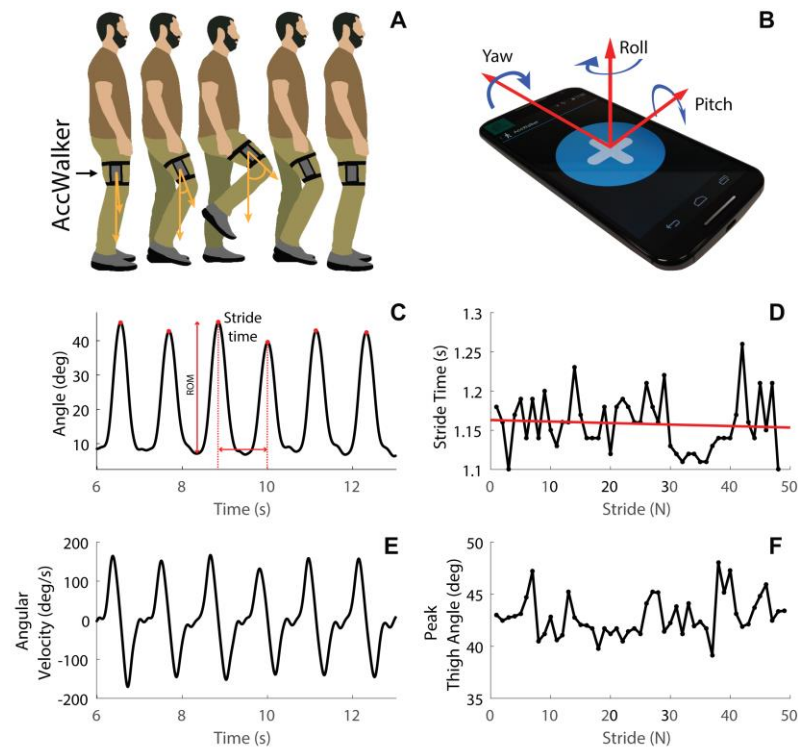 A
AccWalker
B
Yaw
Roll
Pitch
AccWalker
C
Stride
time
ROM
Angle (deg)
40
30
20
10
6
8
10
12
Time (s)
D
Stride Time (s)
1.3
1.25
1.2
1.15
1.1
0
10
20
30
40
50
Stride (N)
E
Angular
Velocity (deg/s)
200
100
0
-100
-200
6
8
10
12
Time (s)
F
Peak
Thigh Angle (deg)
50
45
40
35
0
10
20
30
40
50
Stride (N)